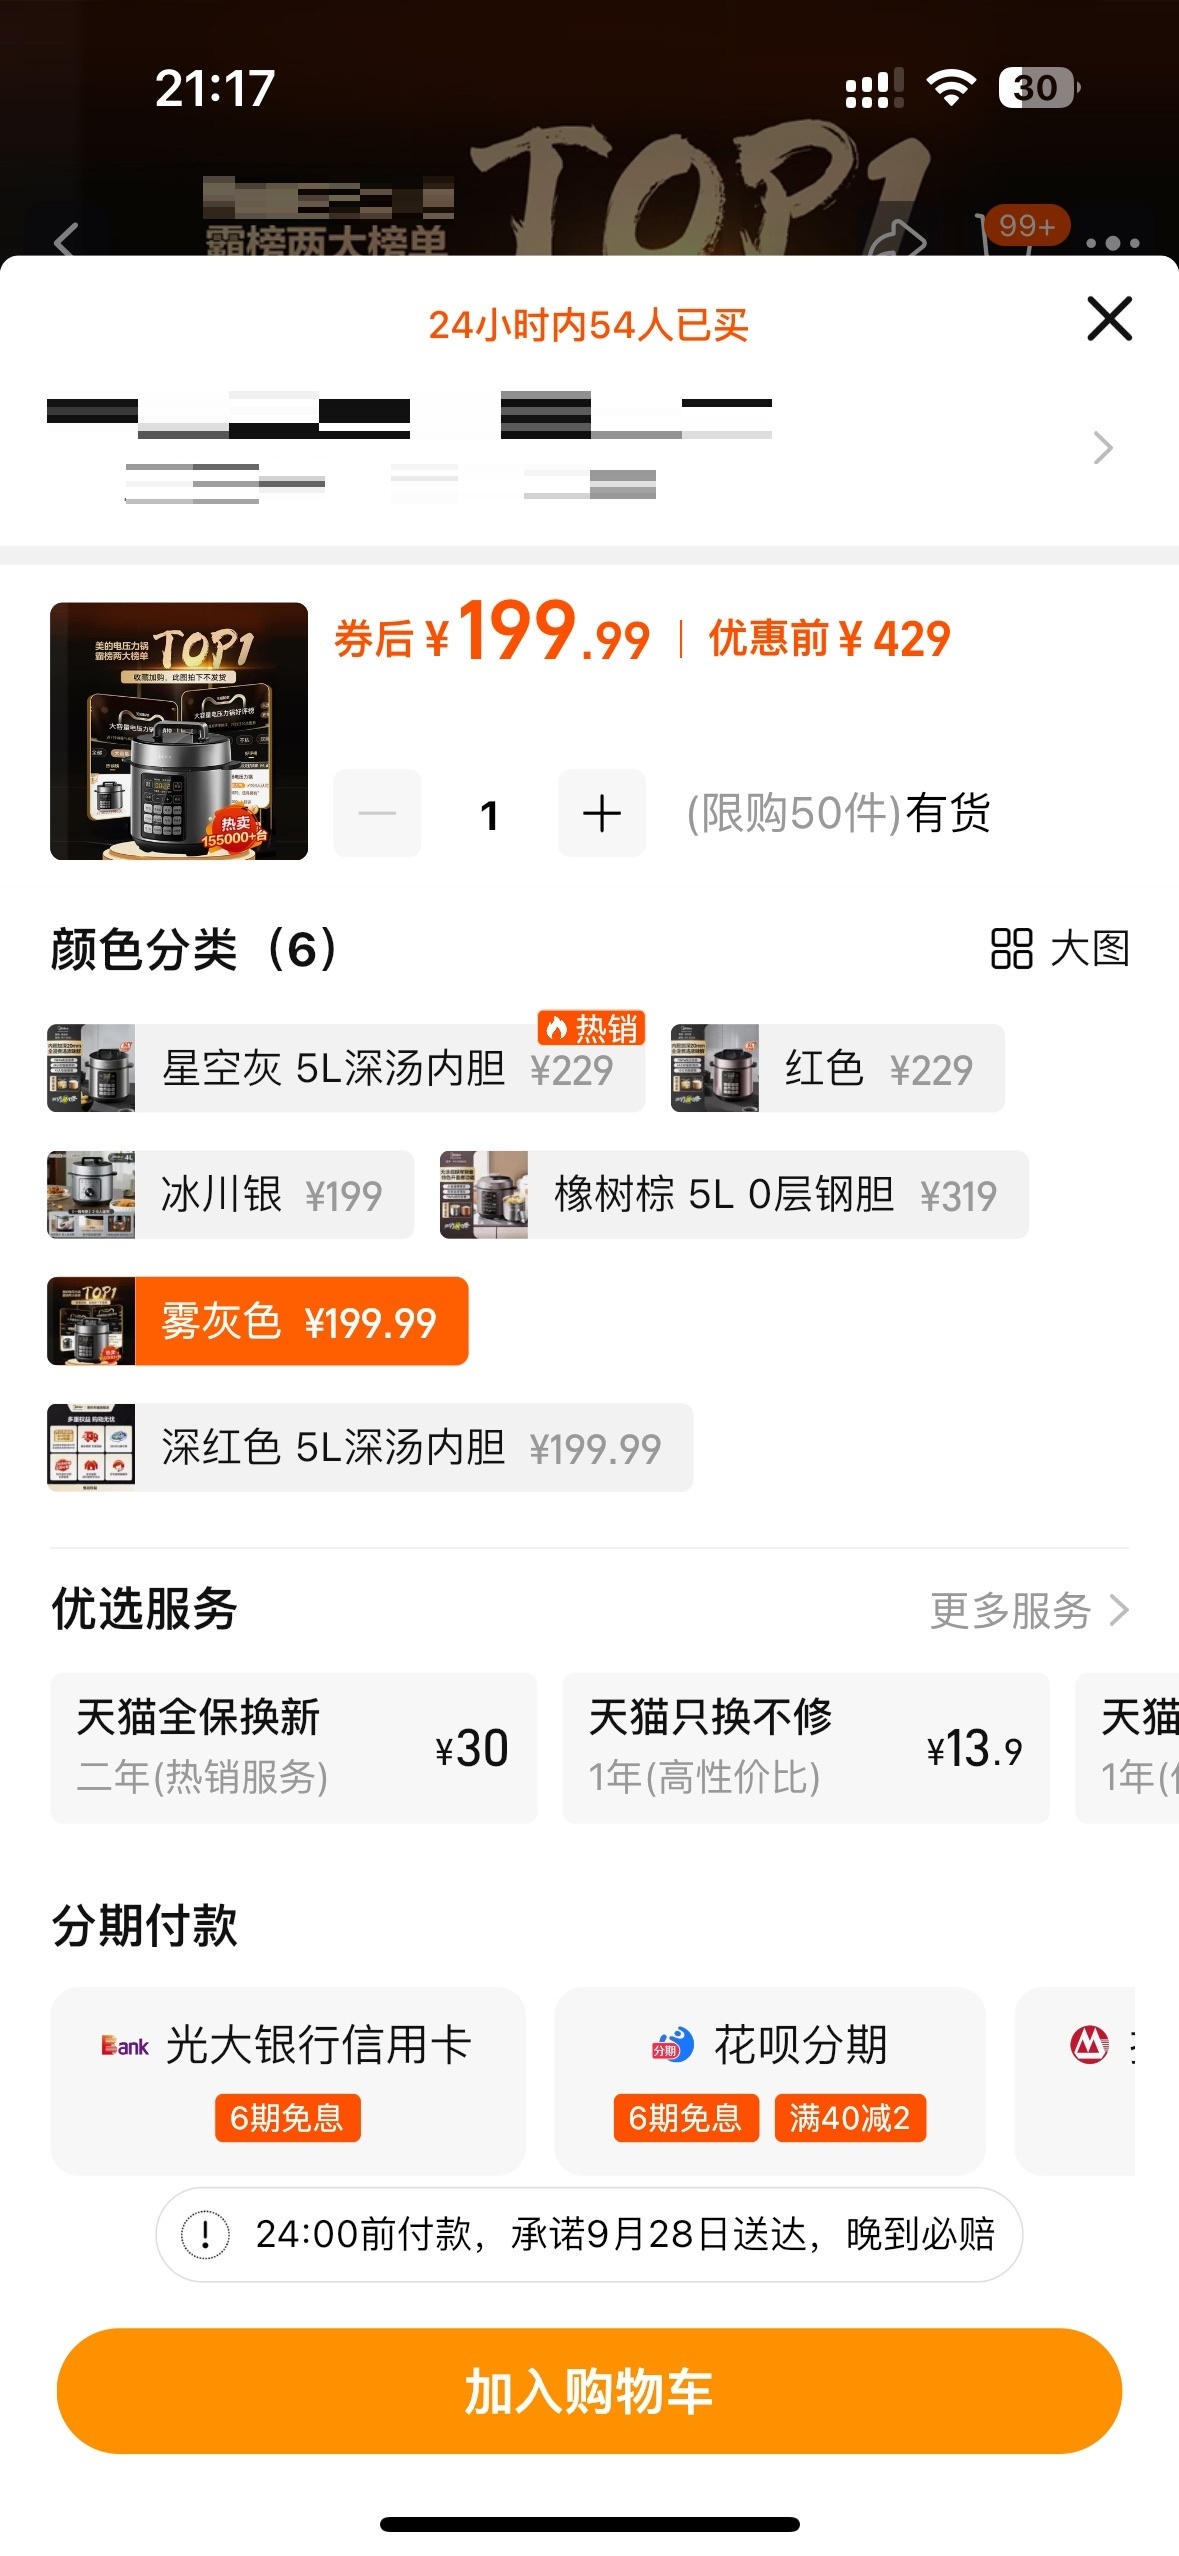 21:17
30
TOP1
霸榜两大榜单
99+
24小时内54人已买
美的电压力锅
霸榜两大榜单
TOP1
收藏加购，此图拍下不发货
热卖
155000+台
券后¥199.99 | 优惠前¥429
1
(限购50件)有货
颜色分类（6）
大图
热销
星空灰 5L深汤内胆 ¥229
红色 ¥229
冰川银 ¥199
橡树棕 5L 0层钢胆 ¥319
雾灰色 ¥199.99
深红色 5L深汤内胆 ¥199.99
优选服务
更多服务
天猫全保换新
二年(热销服务)
¥30
天猫只换不修
1年(高性价比)
¥13.9
天猫
1年(
分期付款
Bank 光大银行信用卡
6期免息
分期 花呗分期
6期免息 满40减2
24:00前付款，承诺9月28日送达，晚到必赔
加入购物车